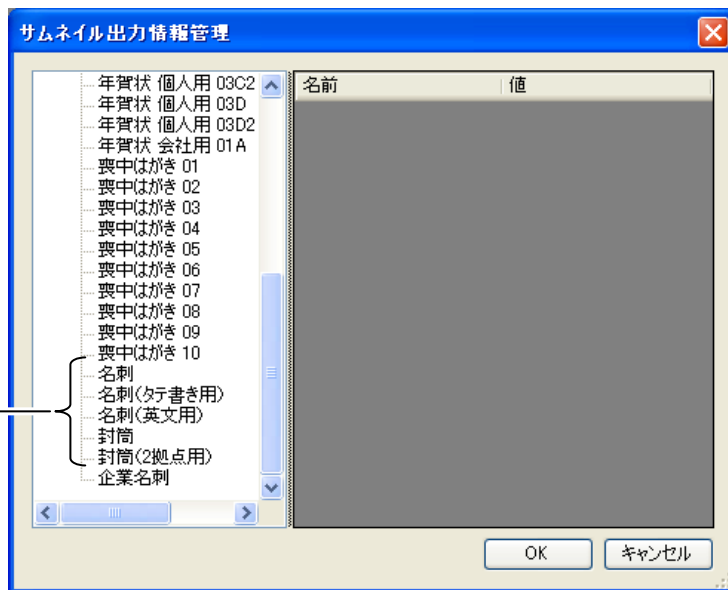 サムネイル出力情報管理
年賀状 個人用 03C2
年賀状 個人用 03D
年賀状 個人用 03D2
年賀状 会社用 01A
喪中はがき 01
喪中はがき 02
喪中はがき 03
喪中はがき 04
喪中はがき 05
喪中はがき 06
喪中はがき 07
喪中はがき 08
喪中はがき 09
喪中はがき 10
名刺
名刺(タテ書き用)
名刺(英文用)
封筒
封筒(2拠点用)
企業名刺
名前 値
OK キャンセル